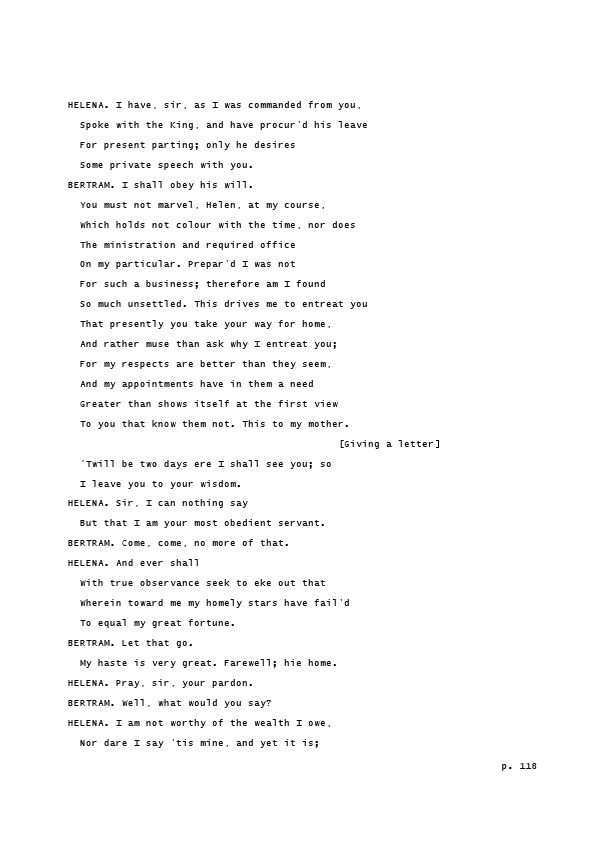 HELENA. I have, sir, as I was commanded from you,
Spoke with the King, and have procur'd his leave
For present parting; only he desires
Some private speech with you.
BERTRAM. I shall obey his will.
You must not marvel, Helen, at my course,
Which holds not colour with the time, nor does
The ministration and required office
On my particular. Prepar'd I was not
For such a business; therefore am I found
So much unsettled. This drives me to entreat you
That presently you take your way for home,
And rather muse than ask why I entreat you;
For my respects are better than they seem,
And my appointments have in them a need
Greater than shows itself at the first view
To you that know them not. This to my mother.
[Giving a letter]
'Twill be two days ere I shall see you; so
I leave you to your wisdom.
HELENA. Sir, I can nothing say
But that I am your most obedient servant.
BERTRAM. Come, come, no more of that.
HELENA. And ever shall
With true observance seek to eke out that
Wherein toward me my homely stars have fail'd
To equal my great fortune.
BERTRAM. Let that go.
My haste is very great. Farewell; hie home.
HELENA. Pray, sir, your pardon.
BERTRAM. Well, what would you say?
HELENA. I am not worthy of the wealth I owe,
Nor dare I say 'tis mine, and yet it is;
p. 118